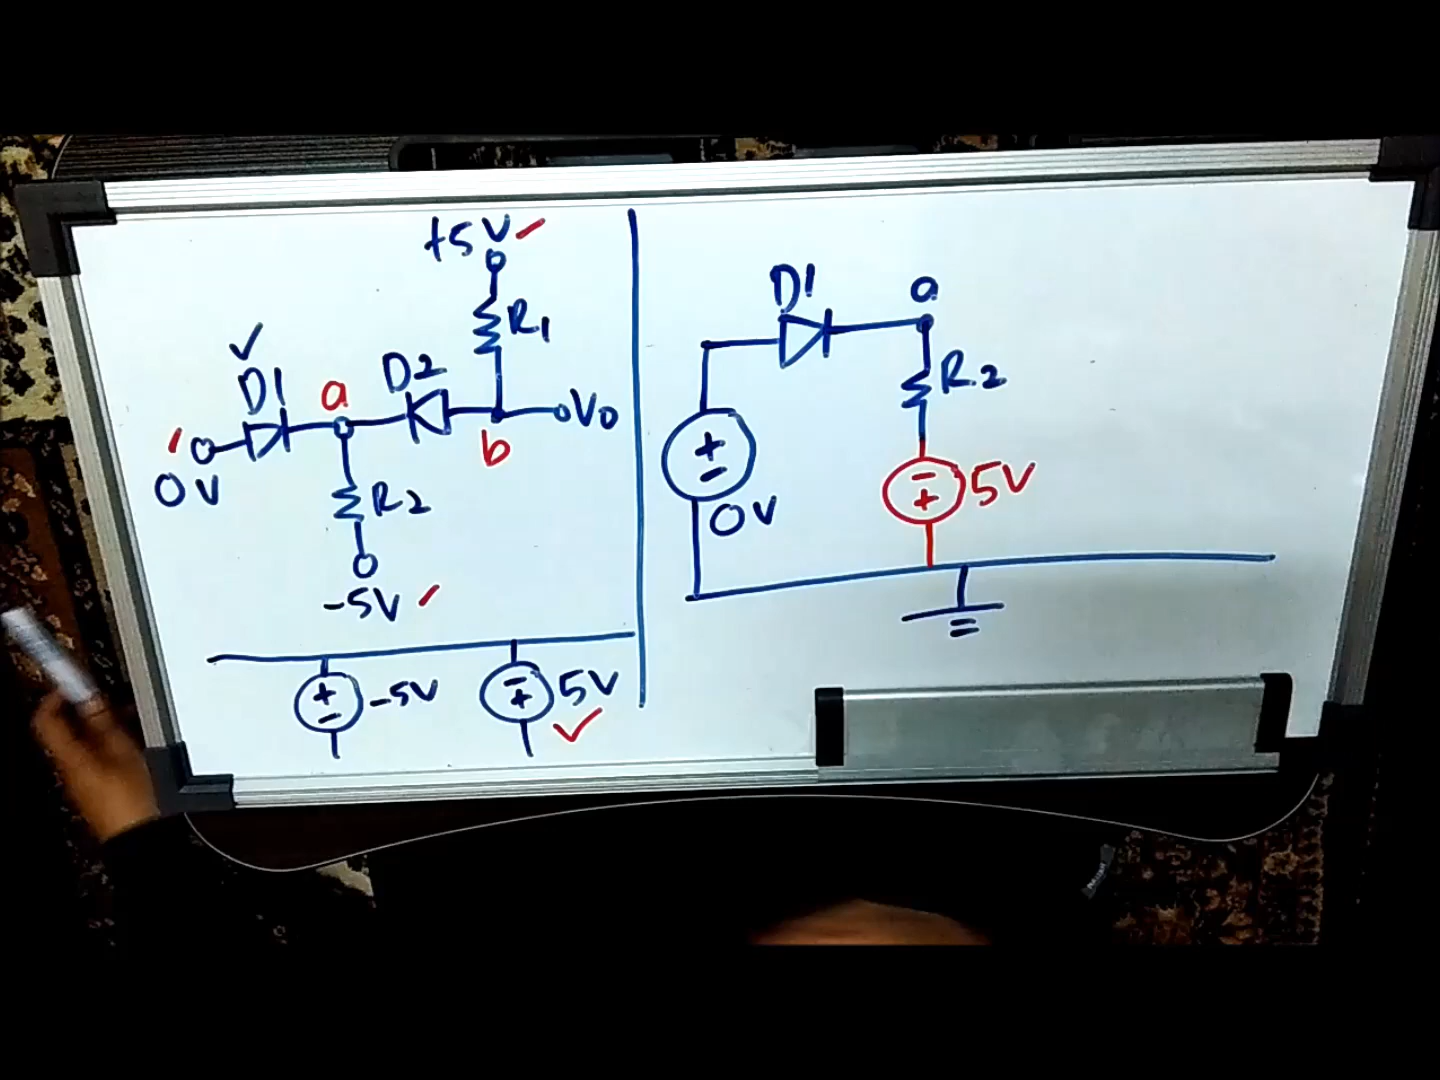 +5V
R1
D1
a
D2
Vo
b
0V
R2
-5V
+
-
-5V
-
+
5V
D1
a
R2
+
-
0V
-
+
5V